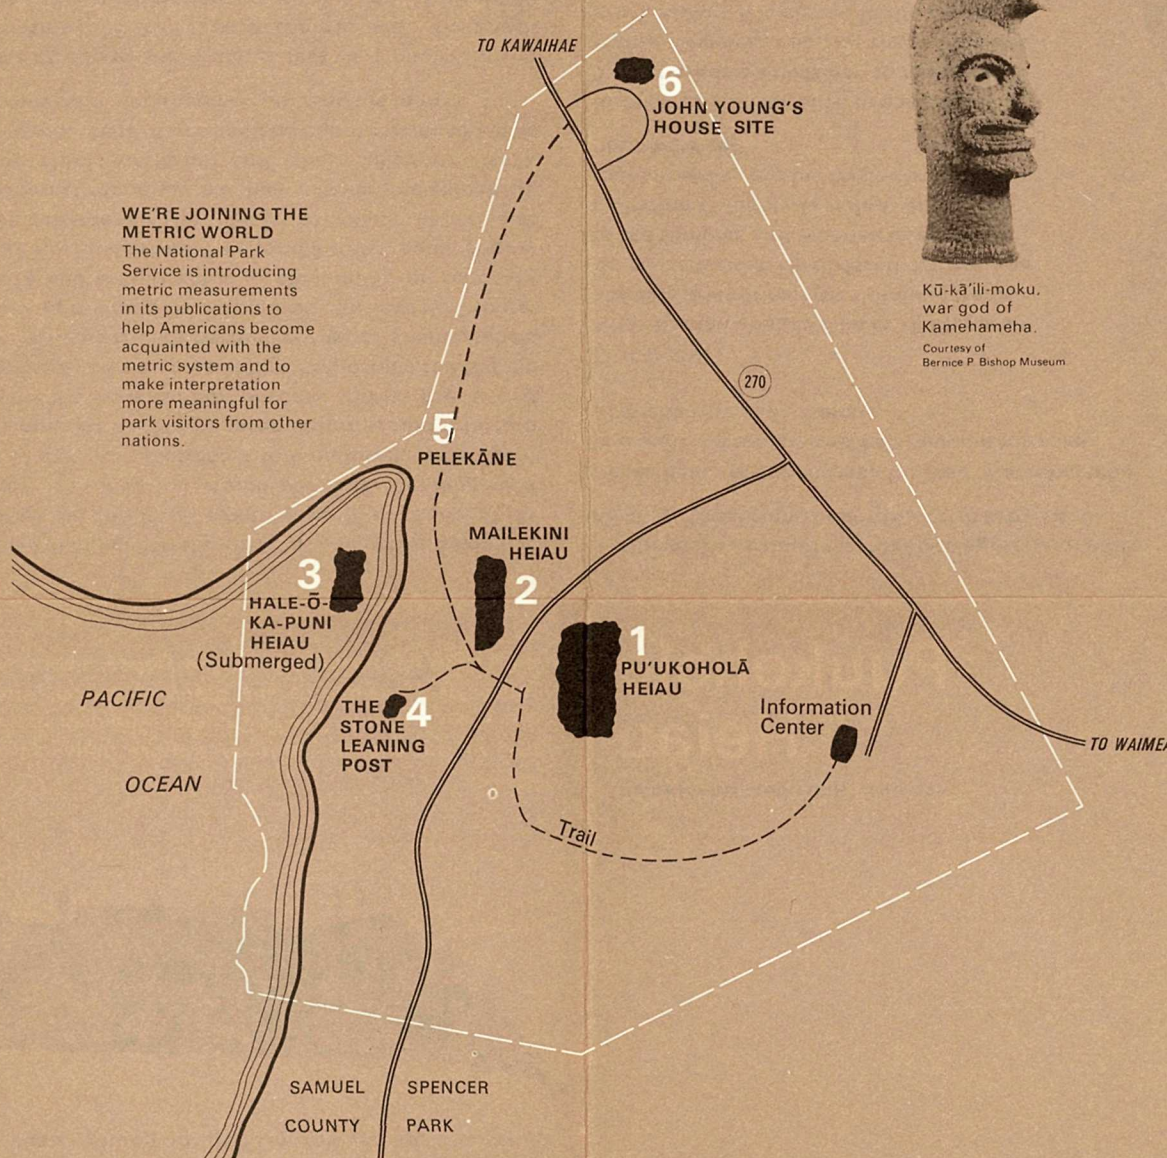 TO KAWAIHAE
6
JOHN YOUNG'S
HOUSE SITE
WE'RE JOINING THE
METRIC WORLD
The National Park
Service is introducing
metric measurements
in its publications to
help Americans become
acquainted with the
metric system and to
make interpretation
more meaningful for
park visitors from other
nations.
Kū-kā'ili-moku,
war god of
Kamehameha.
Courtesy of
Bernice P. Bishop Museum
270
5
PELEKĀNE
MAILEKINI
HEIAU
2
3
HALE-Ō-
KA-PUNI
HEIAU
(Submerged)
1
PU'UKOHOLĀ
HEIAU
PACIFIC
OCEAN
THE
STONE
LEANING
POST
4
Information
Center
TO WAIMEA
Trail
SAMUEL SPENCER
COUNTY PARK